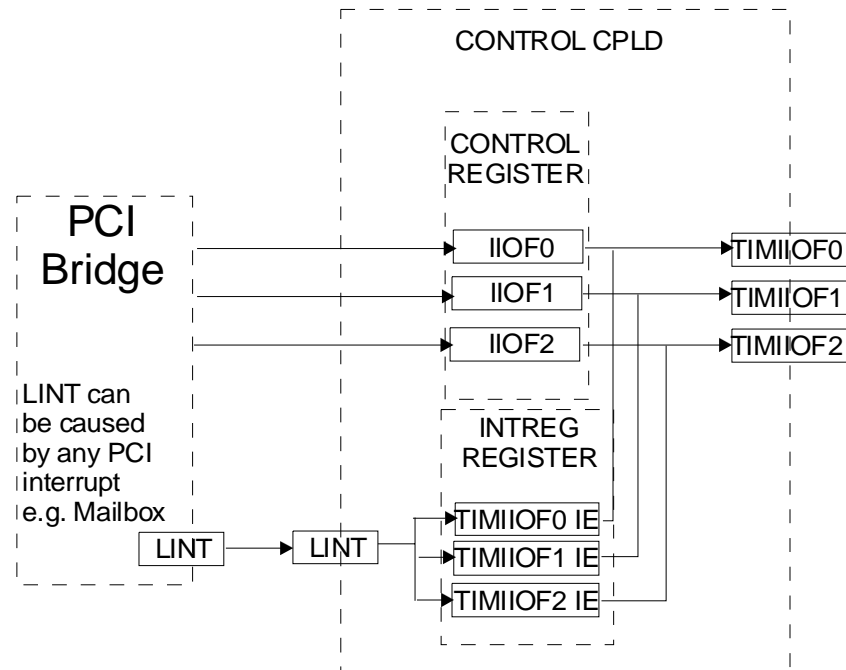 CONTROL CPLD
CONTROL
REGISTER
PCI
Bridge
IIOF0
TIMIIOF0
IIOF1
TIMIIOF1
IIOF2
TIMIIOF2
LINT can
be caused
by any PCI
interrupt
e.g. Mailbox
INTREG
REGISTER
LINT
LINT
TIMIIOF0 IE
TIMIIOF1 IE
TIMIIOF2 IE